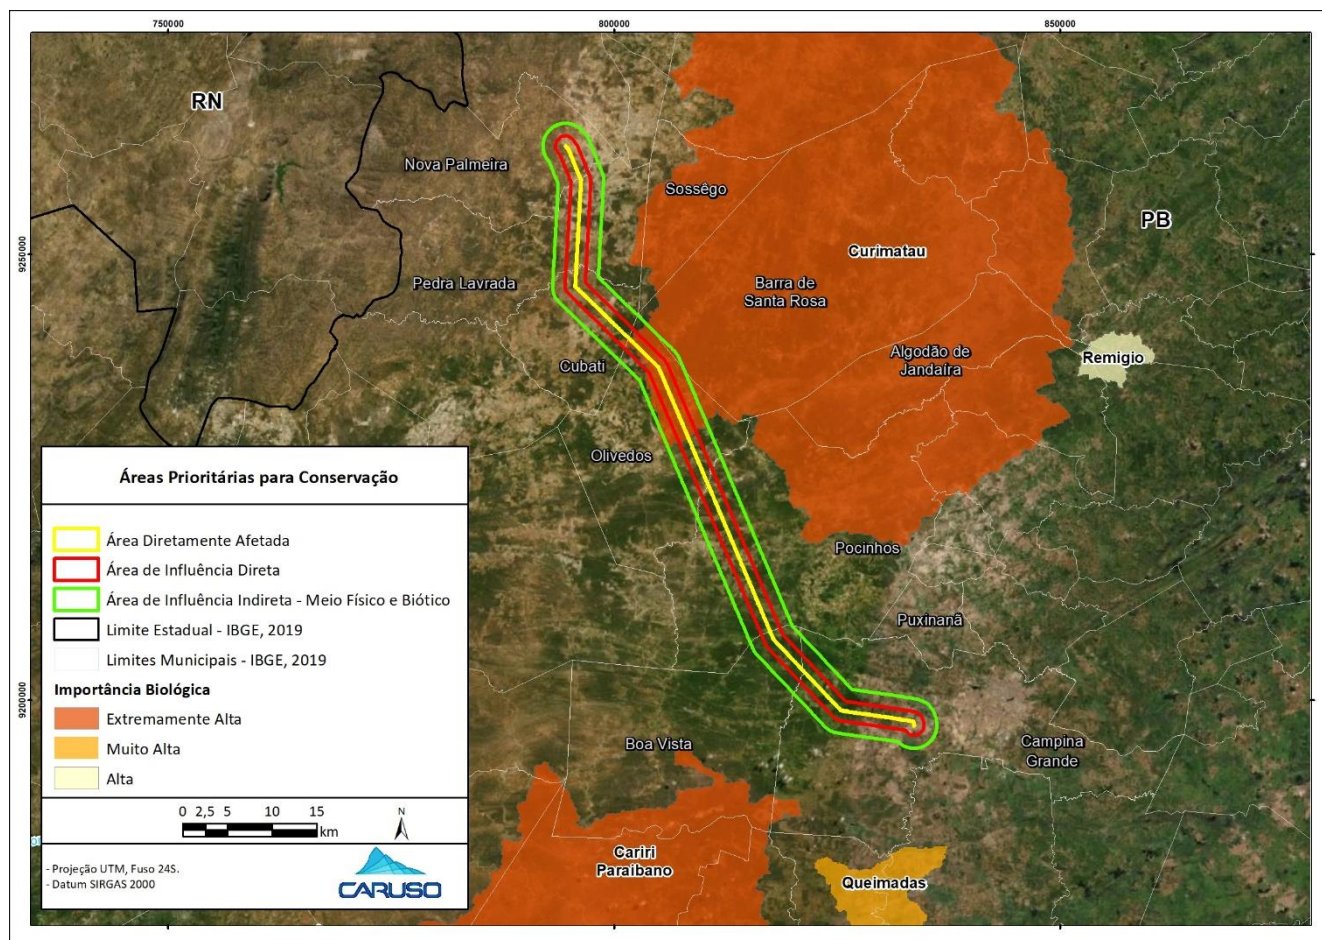 750000
800000
850000
RN
Nova Palmeira
Sossêgo
PB
9250000
9250000
Curimatau
Pedra Lavrada
Barra de
Santa Rosa
Algodão de
Jandaíra
Remigio
Cubati
Olivedos
Pocinhos
Puxinanã
9200000
9200000
Boa Vista
Campina
Grande
Cariri
Paraibano
Queimadas
Áreas Prioritárias para Conservação
Área Diretamente Afetada
Área de Influência Direta
Área de Influência Indireta - Meio Físico e Biótico
Limite Estadual - IBGE, 2019
Limites Municipais - IBGE, 2019
Importância Biológica
Extremamente Alta
Muito Alta
Alta
0 2,5 5 10 15
km
N
- Projeção UTM, Fuso 24S.
- Datum SIRGAS 2000
CARUSO